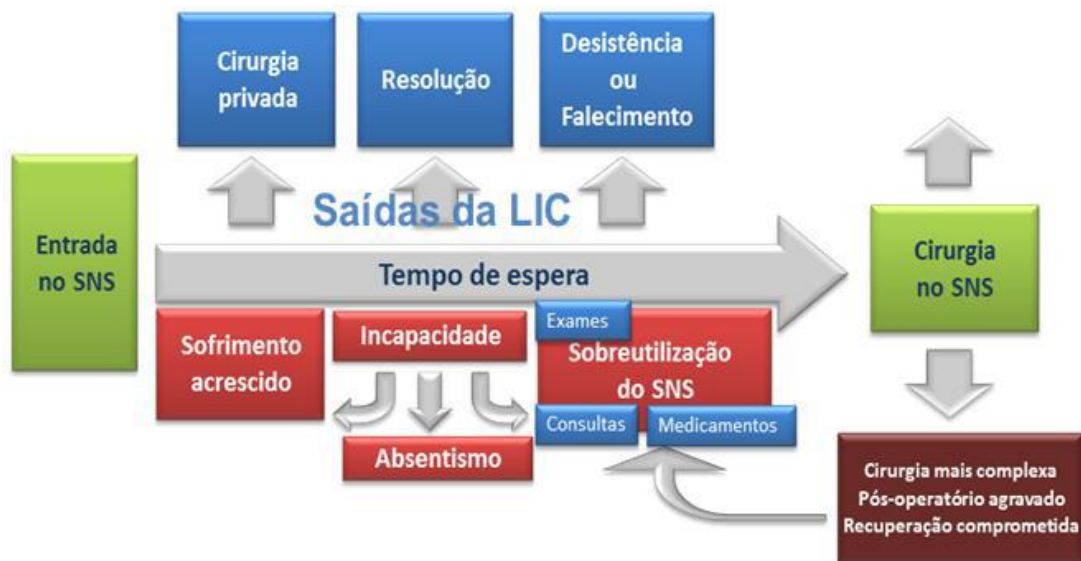 Cirurgia
privada
Resolução
Desistência
ou
Falecimento
Saídas da LIC
Entrada
no SNS
Tempo de espera
Cirurgia
no SNS
Sofrimento
acrescido
Incapacidade
Absentismo
Exames
Sobreutilização
do SNS
Consultas
Medicamentos
Cirurgia mais complexa
Pós-operatório agravado
Recuperação comprometida